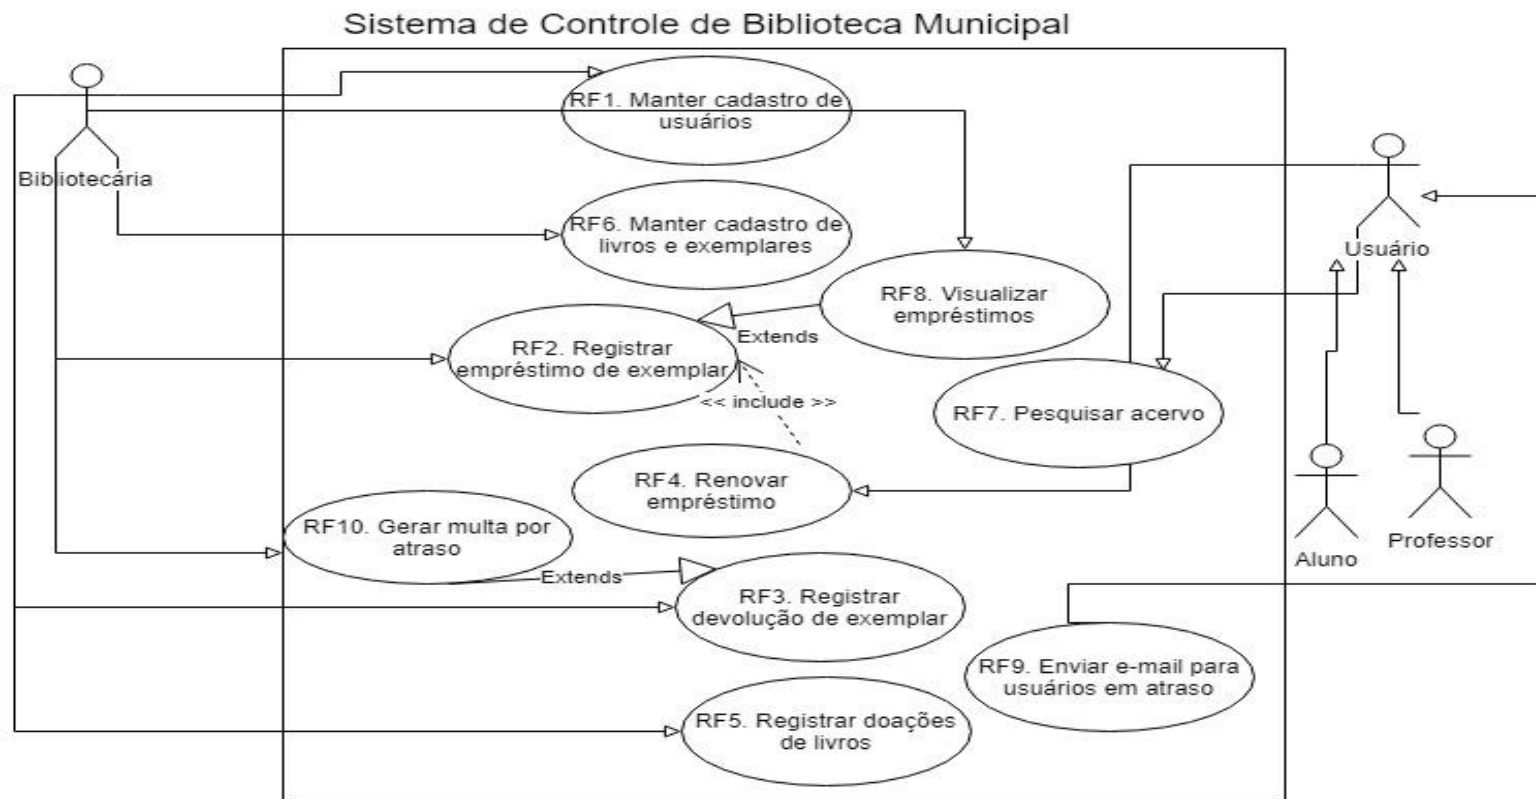 Sistema de Controle de Biblioteca Municipal
Bibliotecária
RF1. Manter cadastro de
usuários
RF6. Manter cadastro de
livros e exemplares
Usuário
RF8. Visualizar
empréstimos
Extends
RF2. Registrar
empréstimo de exemplar
<< include >>
RF7. Pesquisar acervo
RF4. Renovar
empréstimo
RF10. Gerar multa por
atraso
Extends
Aluno
Professor
RF3. Registrar
devolução de exemplar
RF9. Enviar e-mail para
usuários em atraso
RF5. Registrar doações
de livros